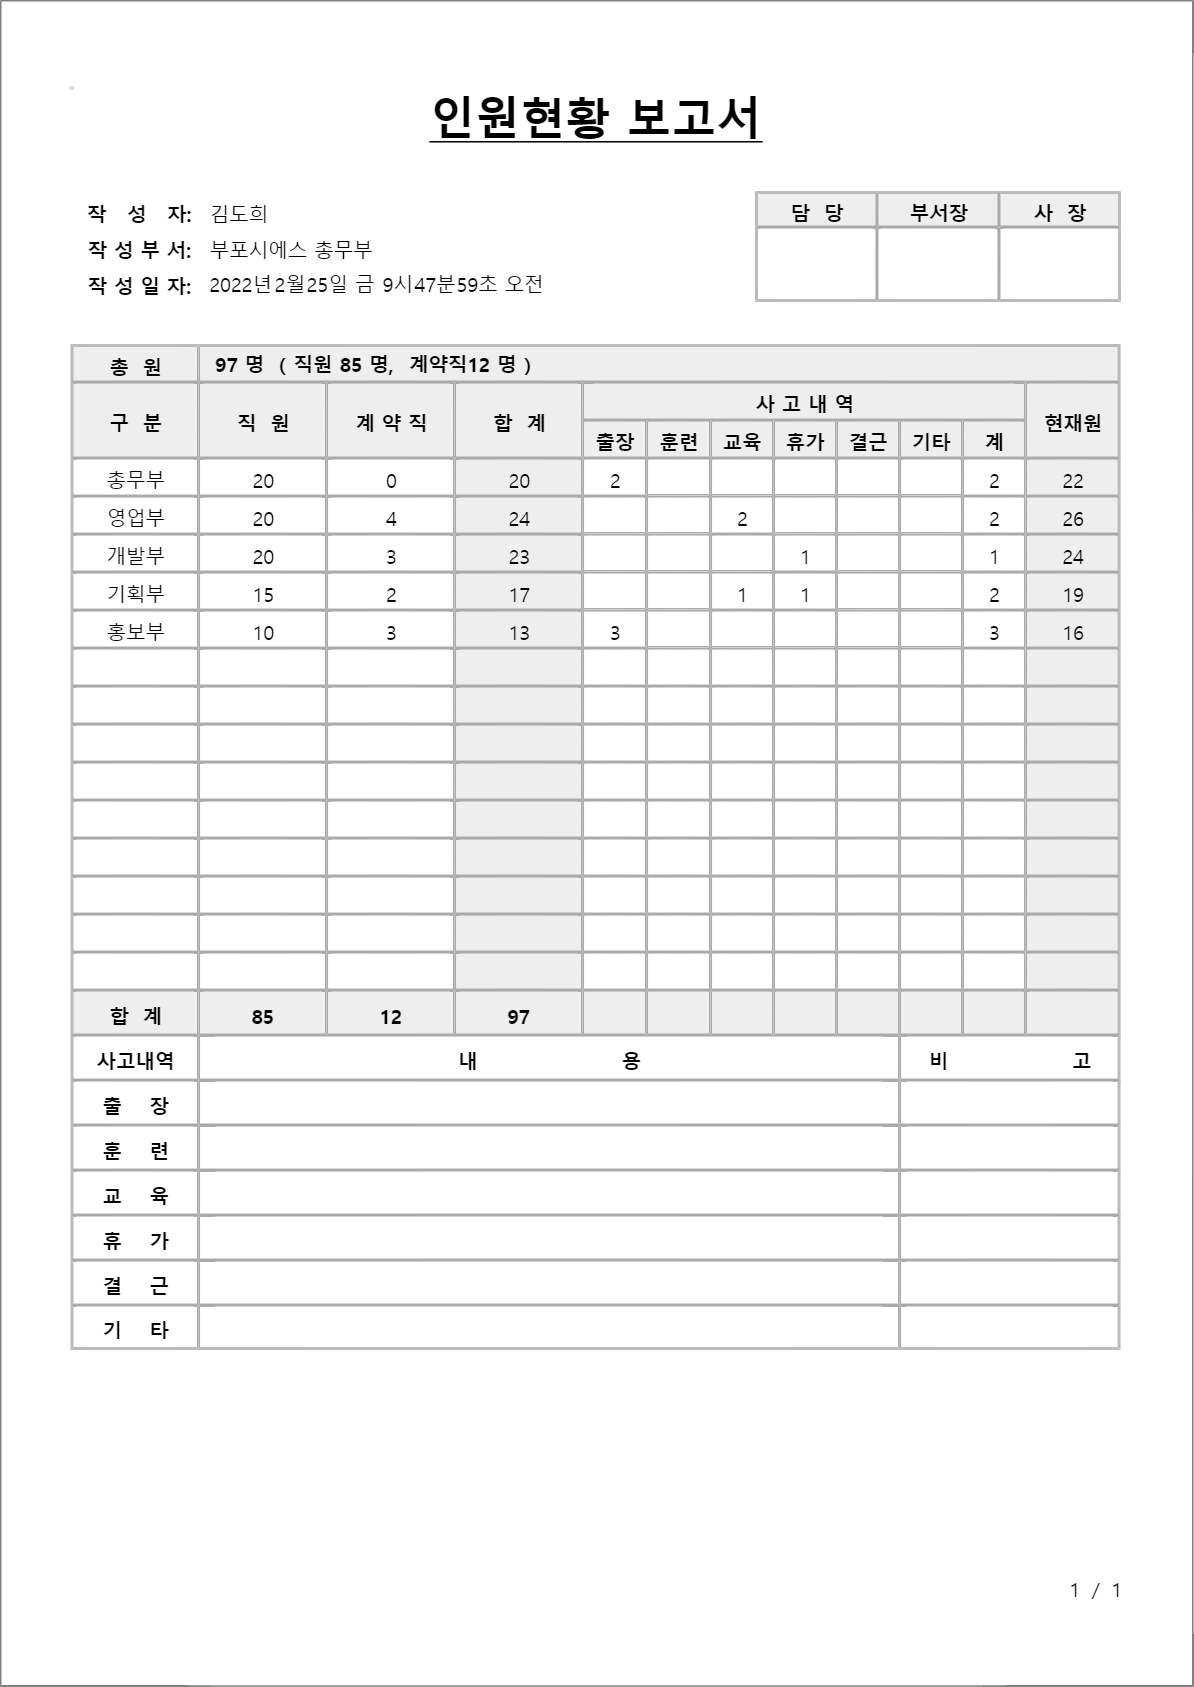 인원현황 보고서
작 성 자: 김도희
작 성 부 서: 부포시에스 총무부
작 성 일 자: 2022년2월25일 금 9시47분59초 오전
담 당 부서장 사 장
총 원 97 명 ( 직원 85 명, 계약직12 명 )
구 분 직 원 계 약 직 합 계 사 고 내 역 현재원
출장 훈련 교육 휴가 결근 기타 계
총무부 20 0 20 2 2 22
영업부 20 4 24 2 2 26
개발부 20 3 23 1 1 24
기획부 15 2 17 1 1 2 19
홍보부 10 3 13 3 3 16
합 계 85 12 97
사고내역 내 용 비 고
출 장
훈 련
교 육
휴 가
결 근
기 타
1 / 1